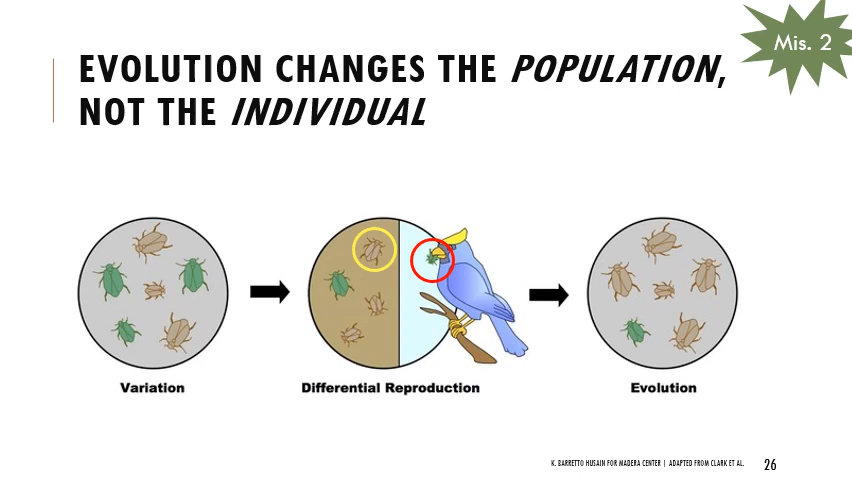 Mis. 2
EVOLUTION CHANGES THE POPULATION,
NOT THE INDIVIDUAL
Variation
Differential Reproduction
Evolution
K. BARRETTO HUSAIN FOR MADERA CENTER | ADAPTED FROM CLARK ET AL.
26